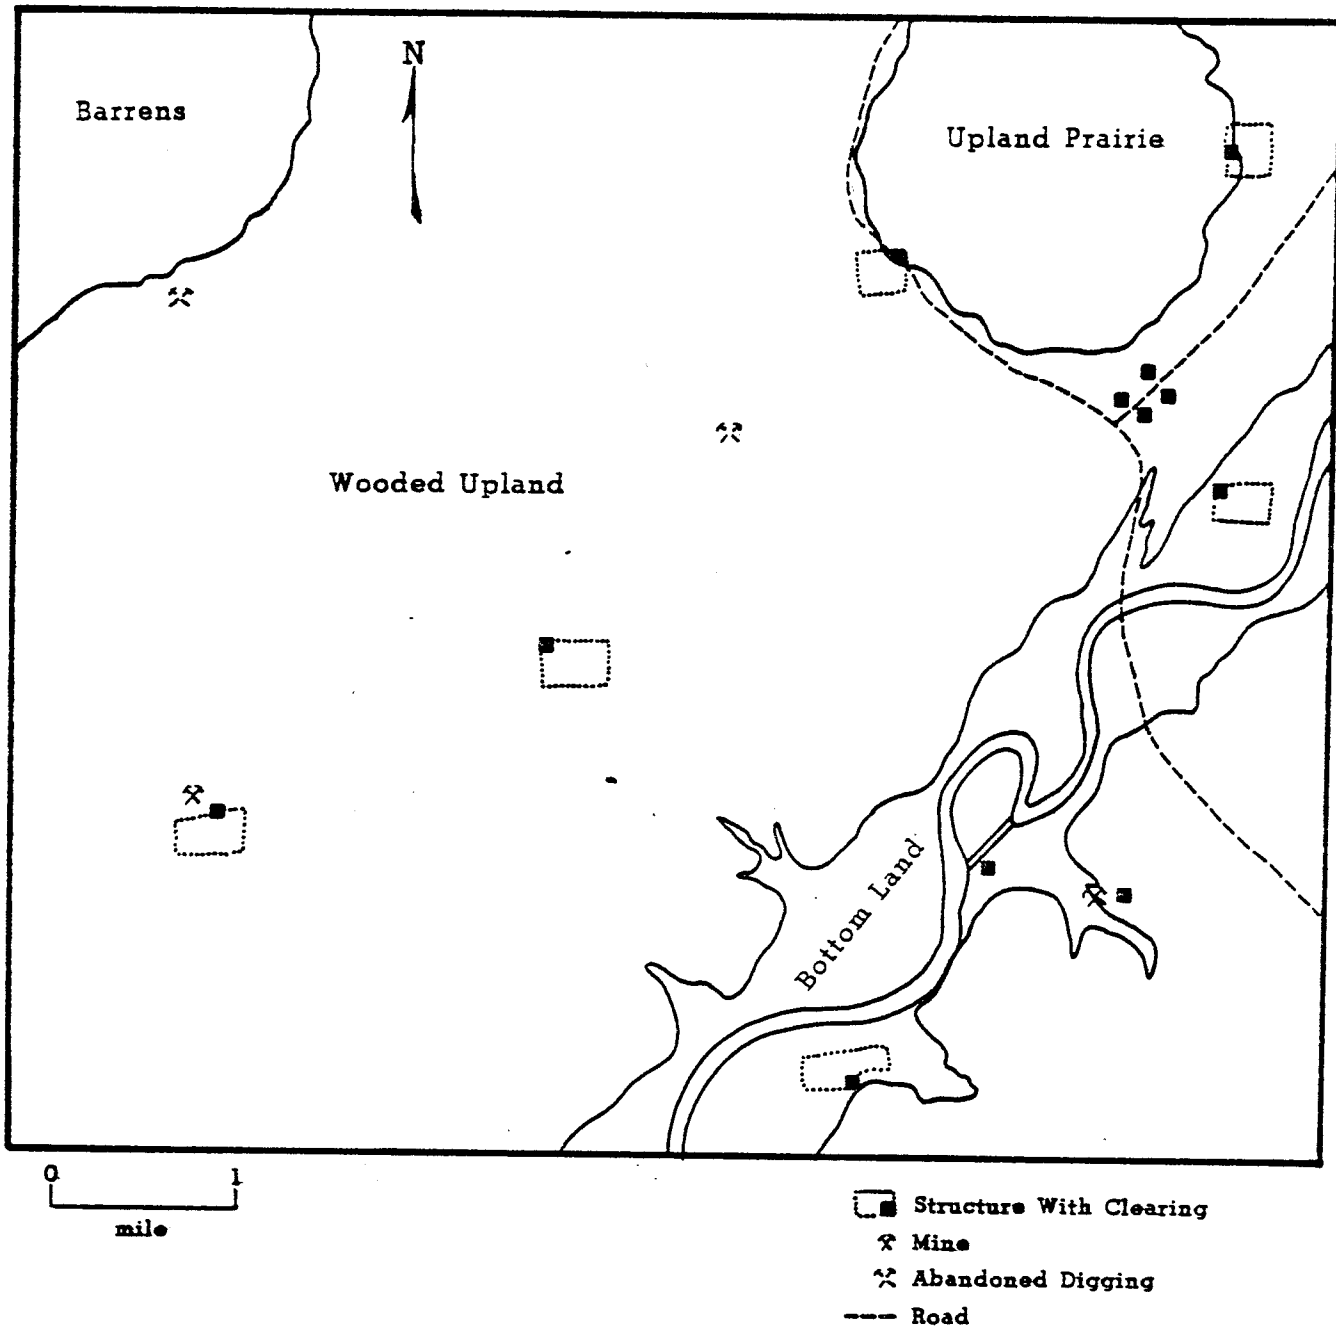 N
Barrens
Upland Prairie
Wooded Upland
Bottom Land
0 1
mile
Structure With Clearing
Mine
Abandoned Digging
Road